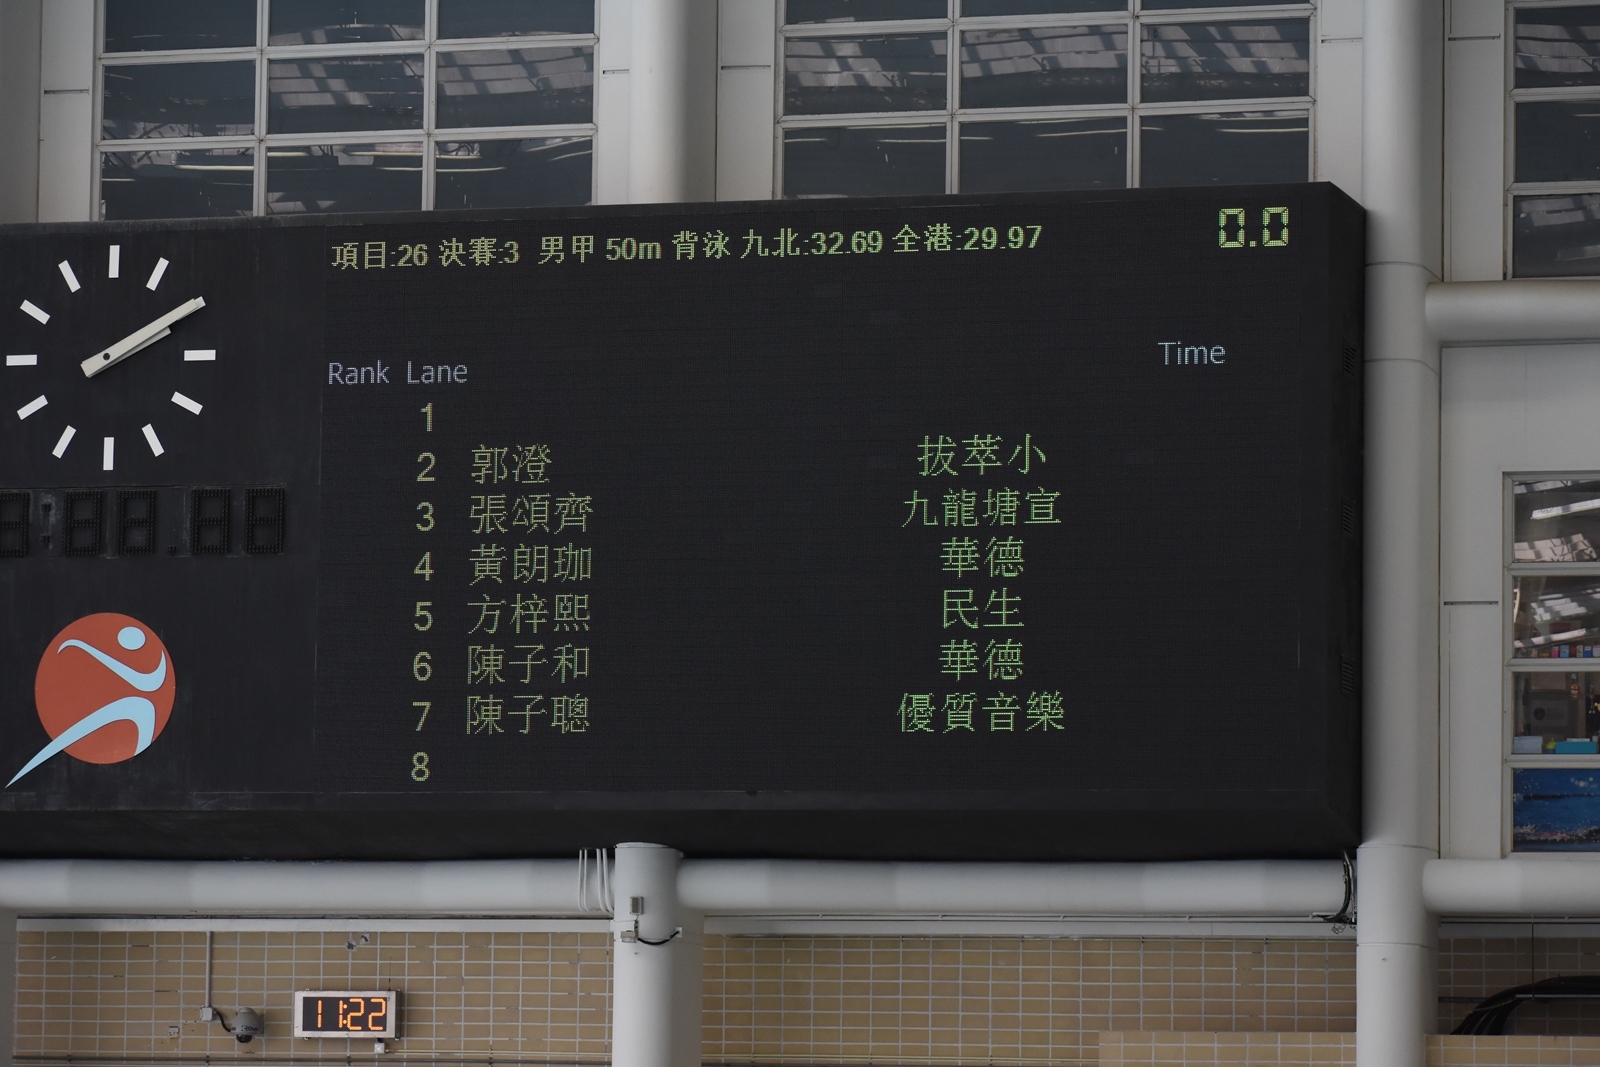 項目:26 決賽:3 男甲 50m 背泳 九北:32.69 全港:29.97 0.0
Rank Lane Time
1
2 郭澄 拔萃小
3 張頌齊 九龍塘宣
4 黃朗珈 華德
5 方梓熙 民生
6 陳子和 華德
7 陳子聰 優質音樂
8
11:22